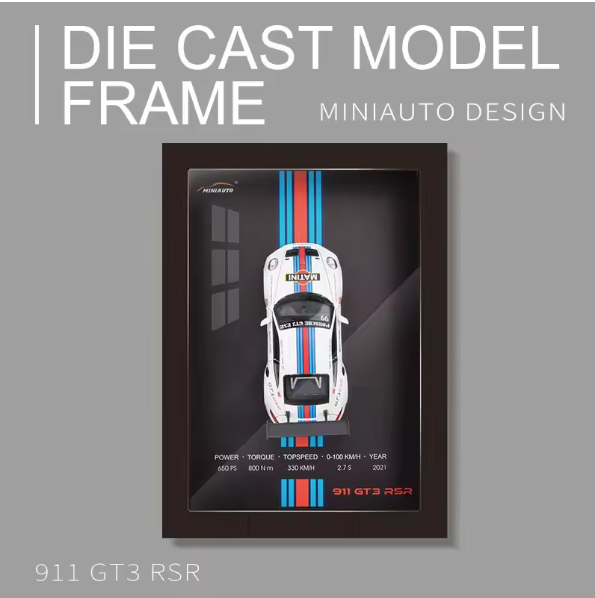 DIE CAST MODEL
FRAME
MINIAUTO DESIGN
MINIAUTO
MATINI
99
PORSCHE GT3 RSR
POWER · TORQUE · TOPSPEED · 0-100 KM/H · YEAR
650 PS 800 N·m 330 KM/H 2.7 S 2021
911 GT3 RSR
911 GT3 RSR